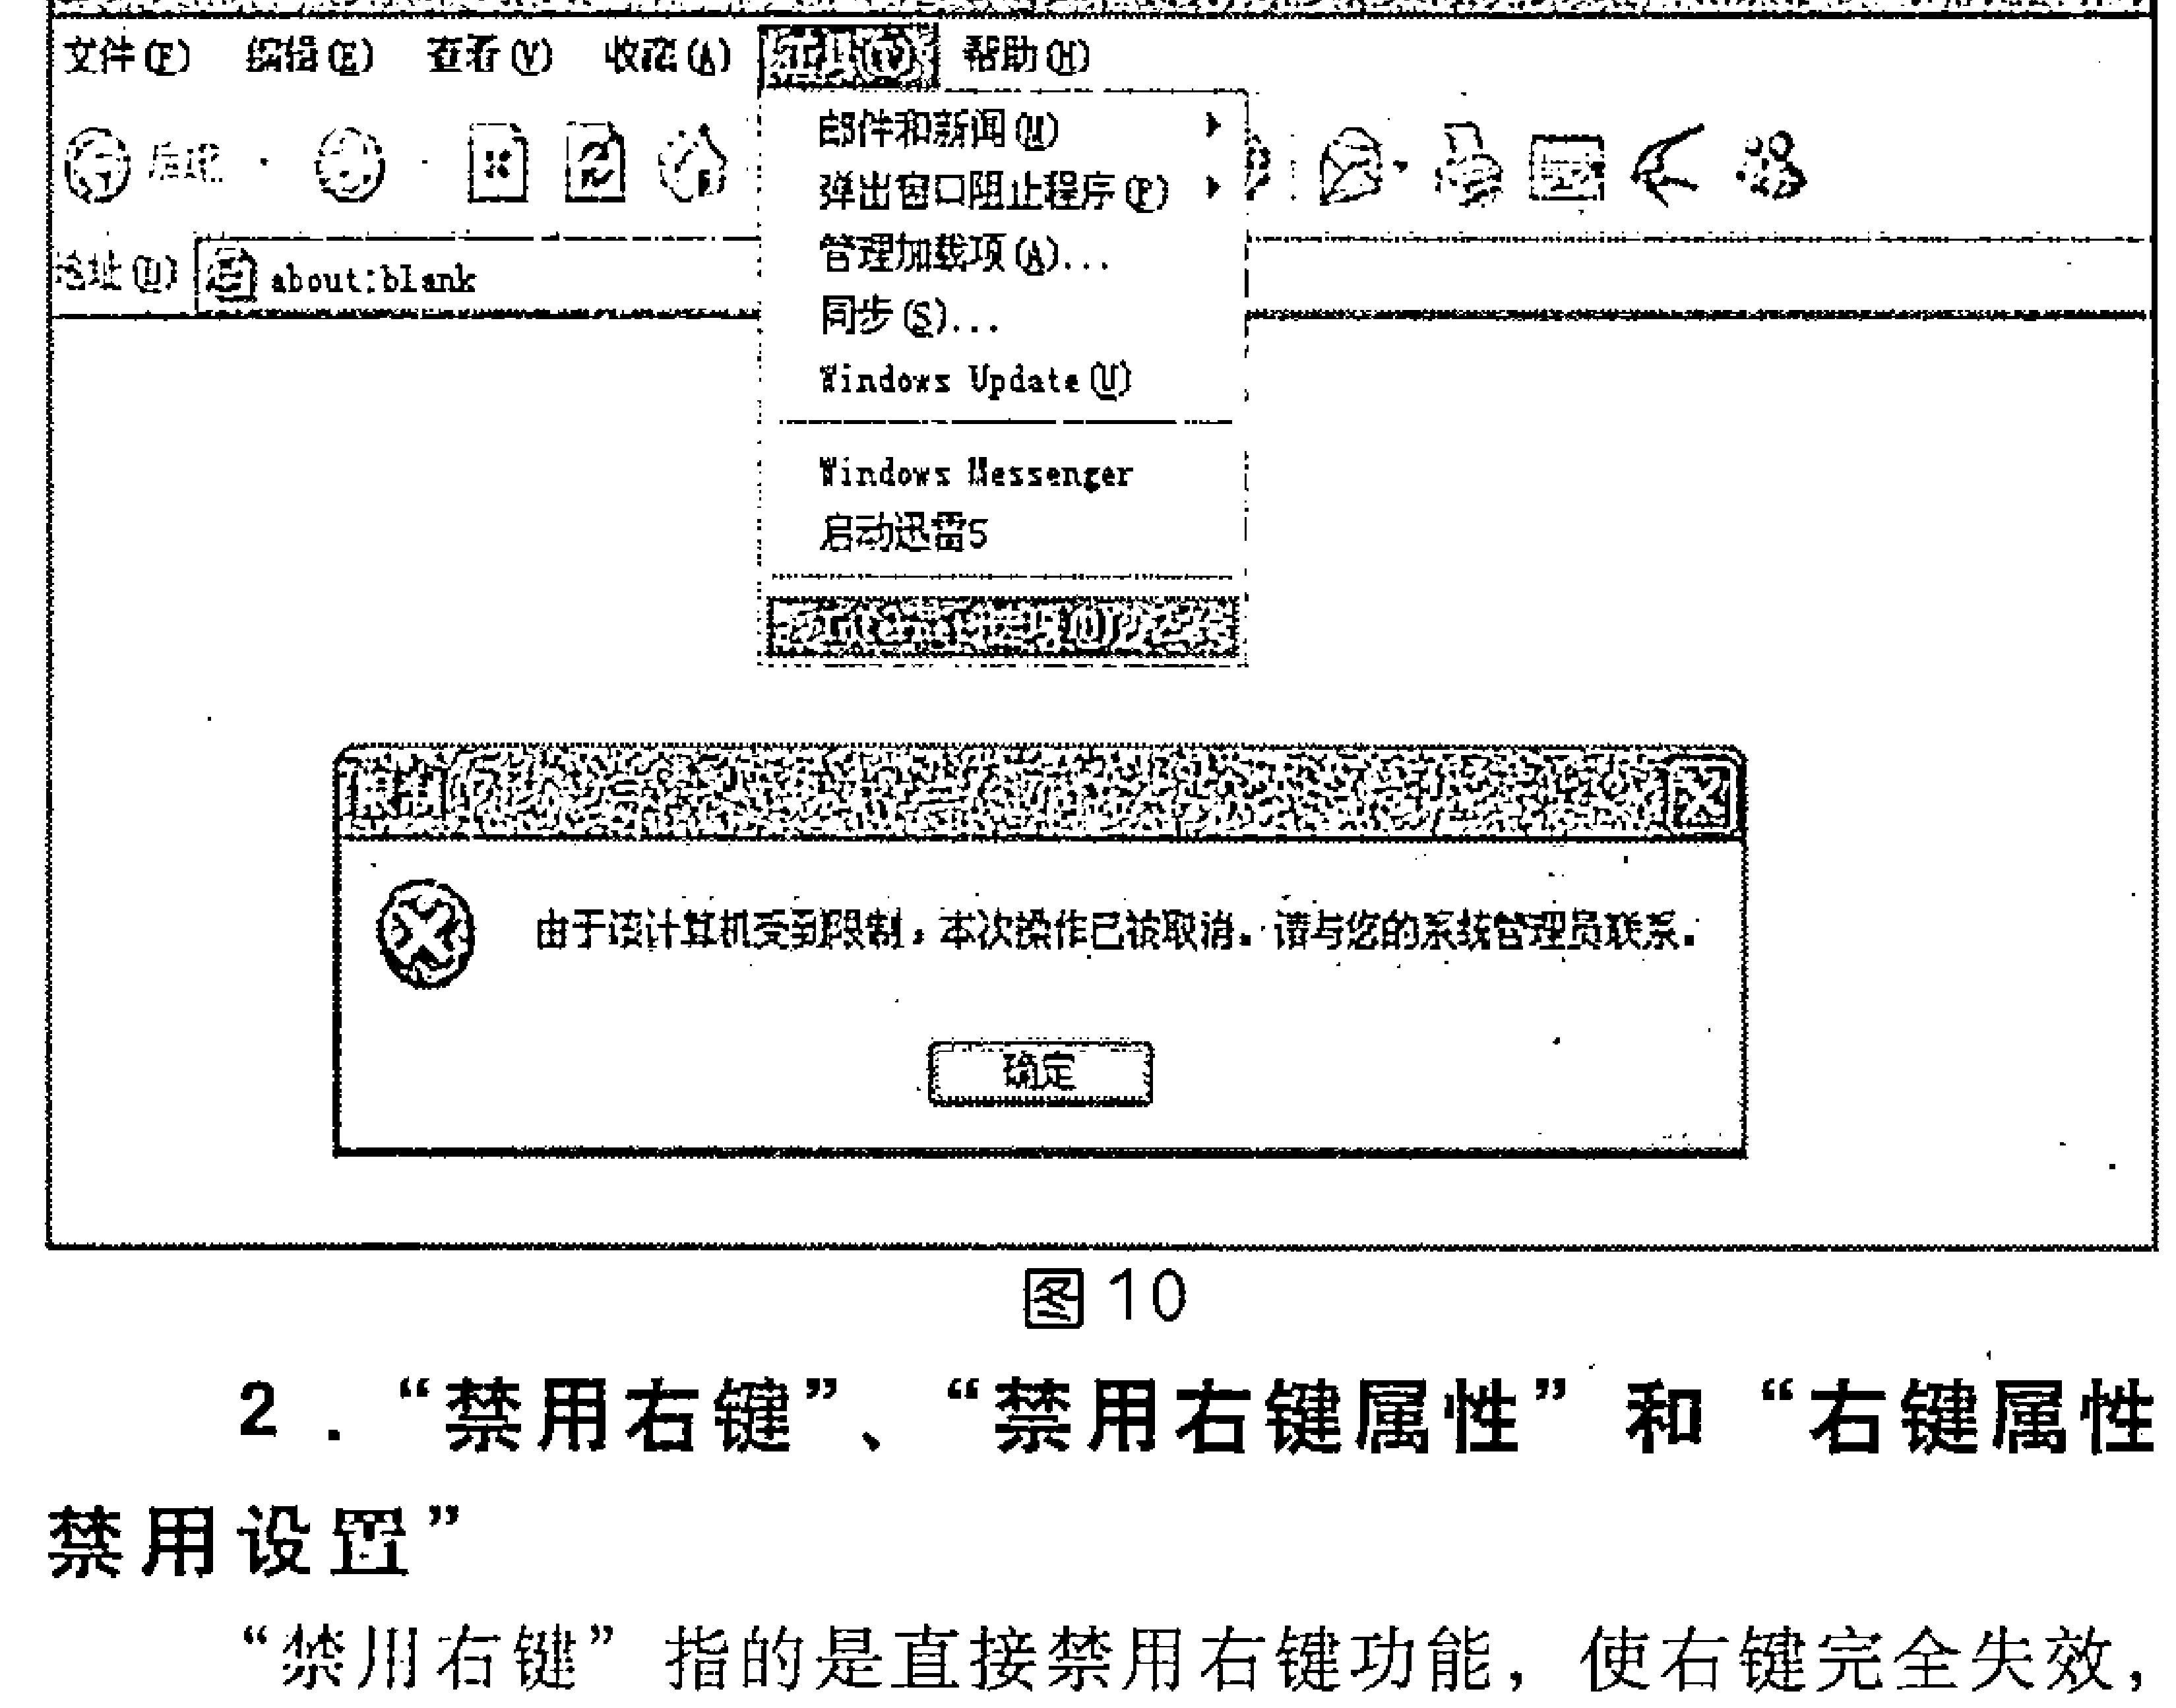 文件(F) 编辑(E) 查看(V) 收藏(A) 工具(T) 帮助(H)
后退
地址(D) about:blank
邮件和新闻(M)
弹出窗口阻止程序(P)
管理加载项(A)...
同步(S)...
Windows Update(U)
Windows Messenger
启动迅雷5
限制
由于该计算机受到限制，本次操作已被取消。请与您的系统管理员联系。
确定
图10
2．“禁用右键”、“禁用右键属性”和“右键属性
禁用设置”
“禁用右键”指的是直接禁用右键功能，使右键完全失效，